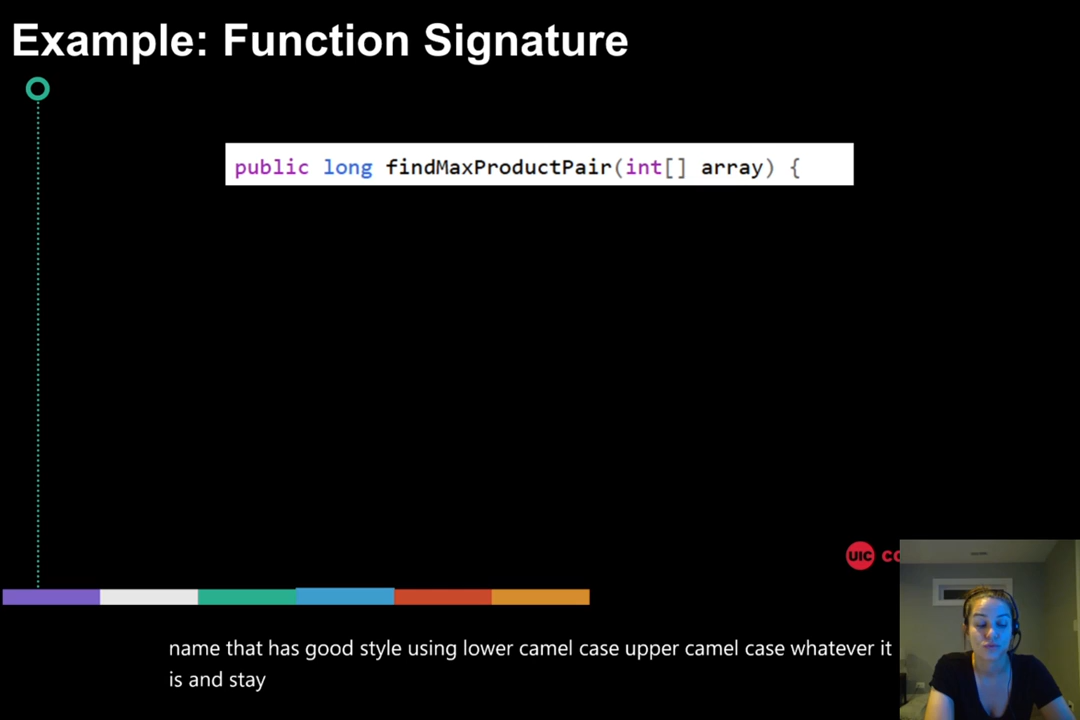 Example: Function Signature
public long findMaxProductPair(int[] array) {
UIC
name that has good style using lower camel case upper camel case whatever it
is and stay